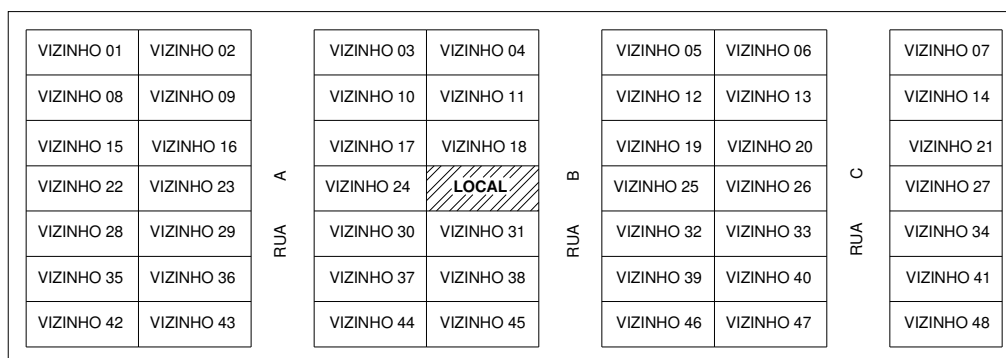 VIZINHO 01 VIZINHO 02 VIZINHO 03 VIZINHO 04 VIZINHO 05 VIZINHO 06 VIZINHO 07
VIZINHO 08 VIZINHO 09 VIZINHO 10 VIZINHO 11 VIZINHO 12 VIZINHO 13 VIZINHO 14
VIZINHO 15 VIZINHO 16 VIZINHO 17 VIZINHO 18 VIZINHO 19 VIZINHO 20 VIZINHO 21
VIZINHO 22 VIZINHO 23 VIZINHO 24 LOCAL VIZINHO 25 VIZINHO 26 VIZINHO 27
VIZINHO 28 VIZINHO 29 VIZINHO 30 VIZINHO 31 VIZINHO 32 VIZINHO 33 VIZINHO 34
VIZINHO 35 VIZINHO 36 VIZINHO 37 VIZINHO 38 VIZINHO 39 VIZINHO 40 VIZINHO 41
VIZINHO 42 VIZINHO 43 VIZINHO 44 VIZINHO 45 VIZINHO 46 VIZINHO 47 VIZINHO 48
RUA A
RUA B
RUA C